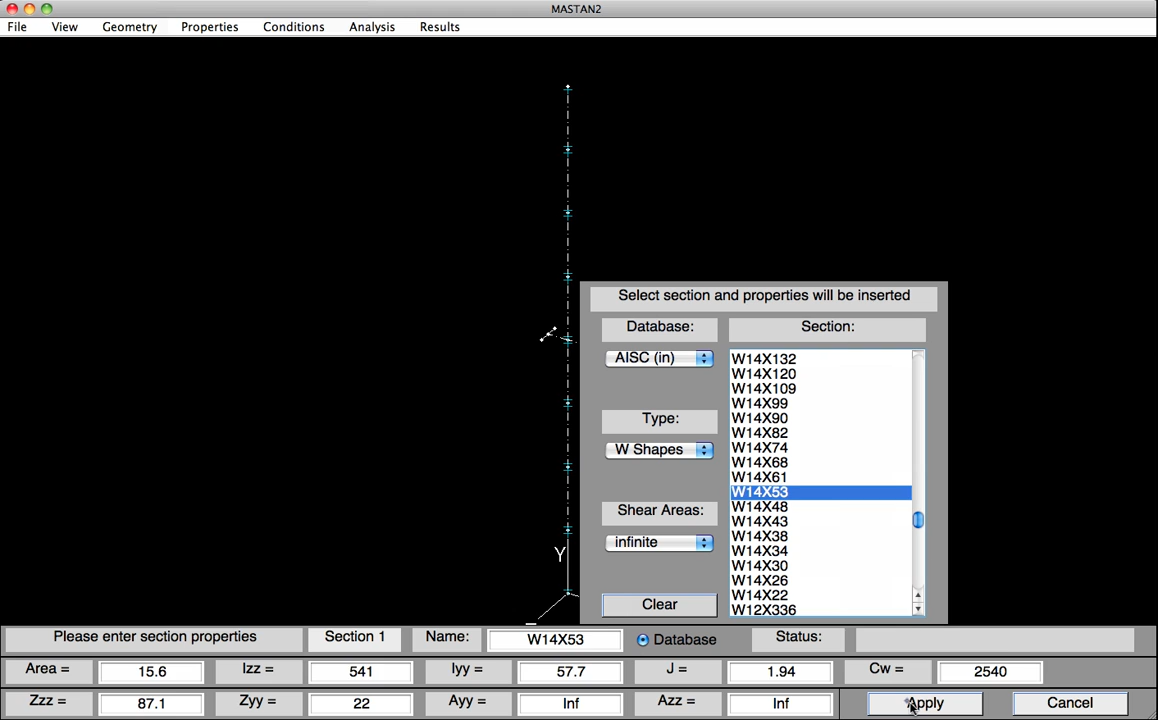 MASTAN2
File View Geometry Properties Conditions Analysis Results
Select section and properties will be inserted
Database: Section:
AISC (in)
W14X132
W14X120
W14X109
W14X99
W14X90
Type:
W14X82
W Shapes
W14X74
W14X68
W14X61
W14X53
Shear Areas:
W14X48
W14X43
infinite
W14X38
W14X34
W14X30
W14X26
Clear
W14X22
W12X336
Y
Please enter section properties Section 1 Name: W14X53 Database Status:
Area = 15.6 Izz = 541 Iyy = 57.7 J = 1.94 Cw = 2540
Zzz = 87.1 Zyy = 22 Ayy = Inf Azz = Inf Apply Cancel